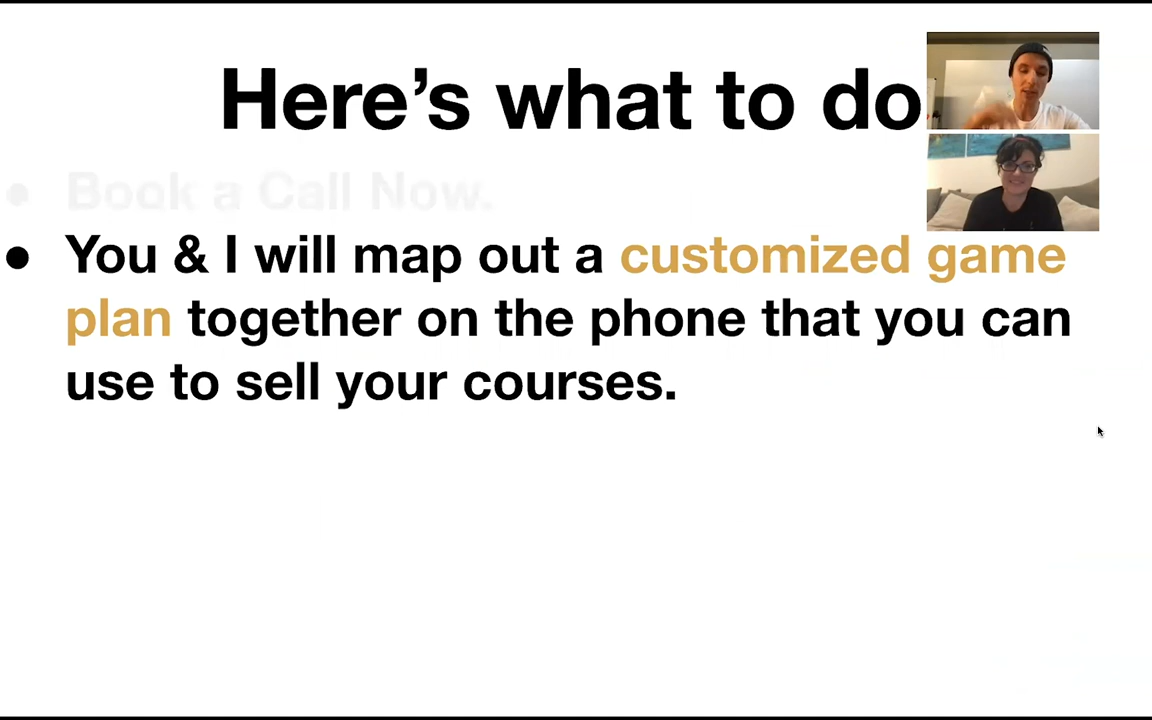 Here's what to do
• Book a Call Now.
• You & I will map out a customized game
plan together on the phone that you can
use to sell your courses.